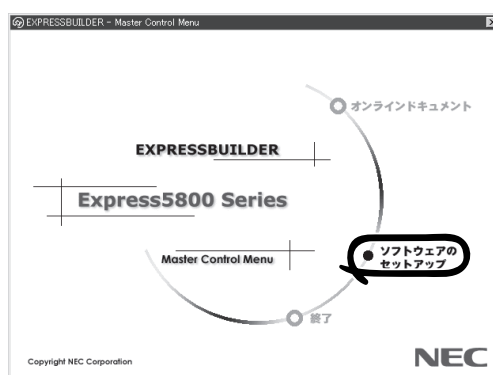 EXPRESSBUILDER - Master Control Menu
オンラインドキュメント
EXPRESSBUILDER
Express5800 Series
ソフトウェアの
セットアップ
Master Control Menu
終了
Copyright NEC Corporation
NEC